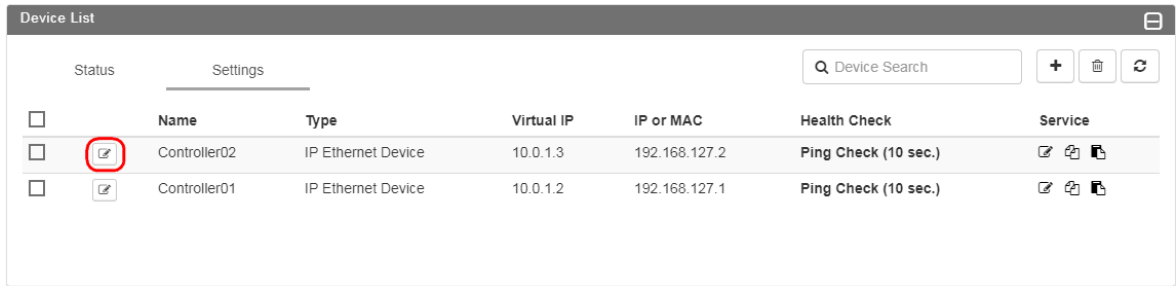 Device List
Status Settings Device Search
Name Type Virtual IP IP or MAC Health Check Service
Controller02 IP Ethernet Device 10.0.1.3 192.168.127.2 Ping Check (10 sec.)
Controller01 IP Ethernet Device 10.0.1.2 192.168.127.1 Ping Check (10 sec.)